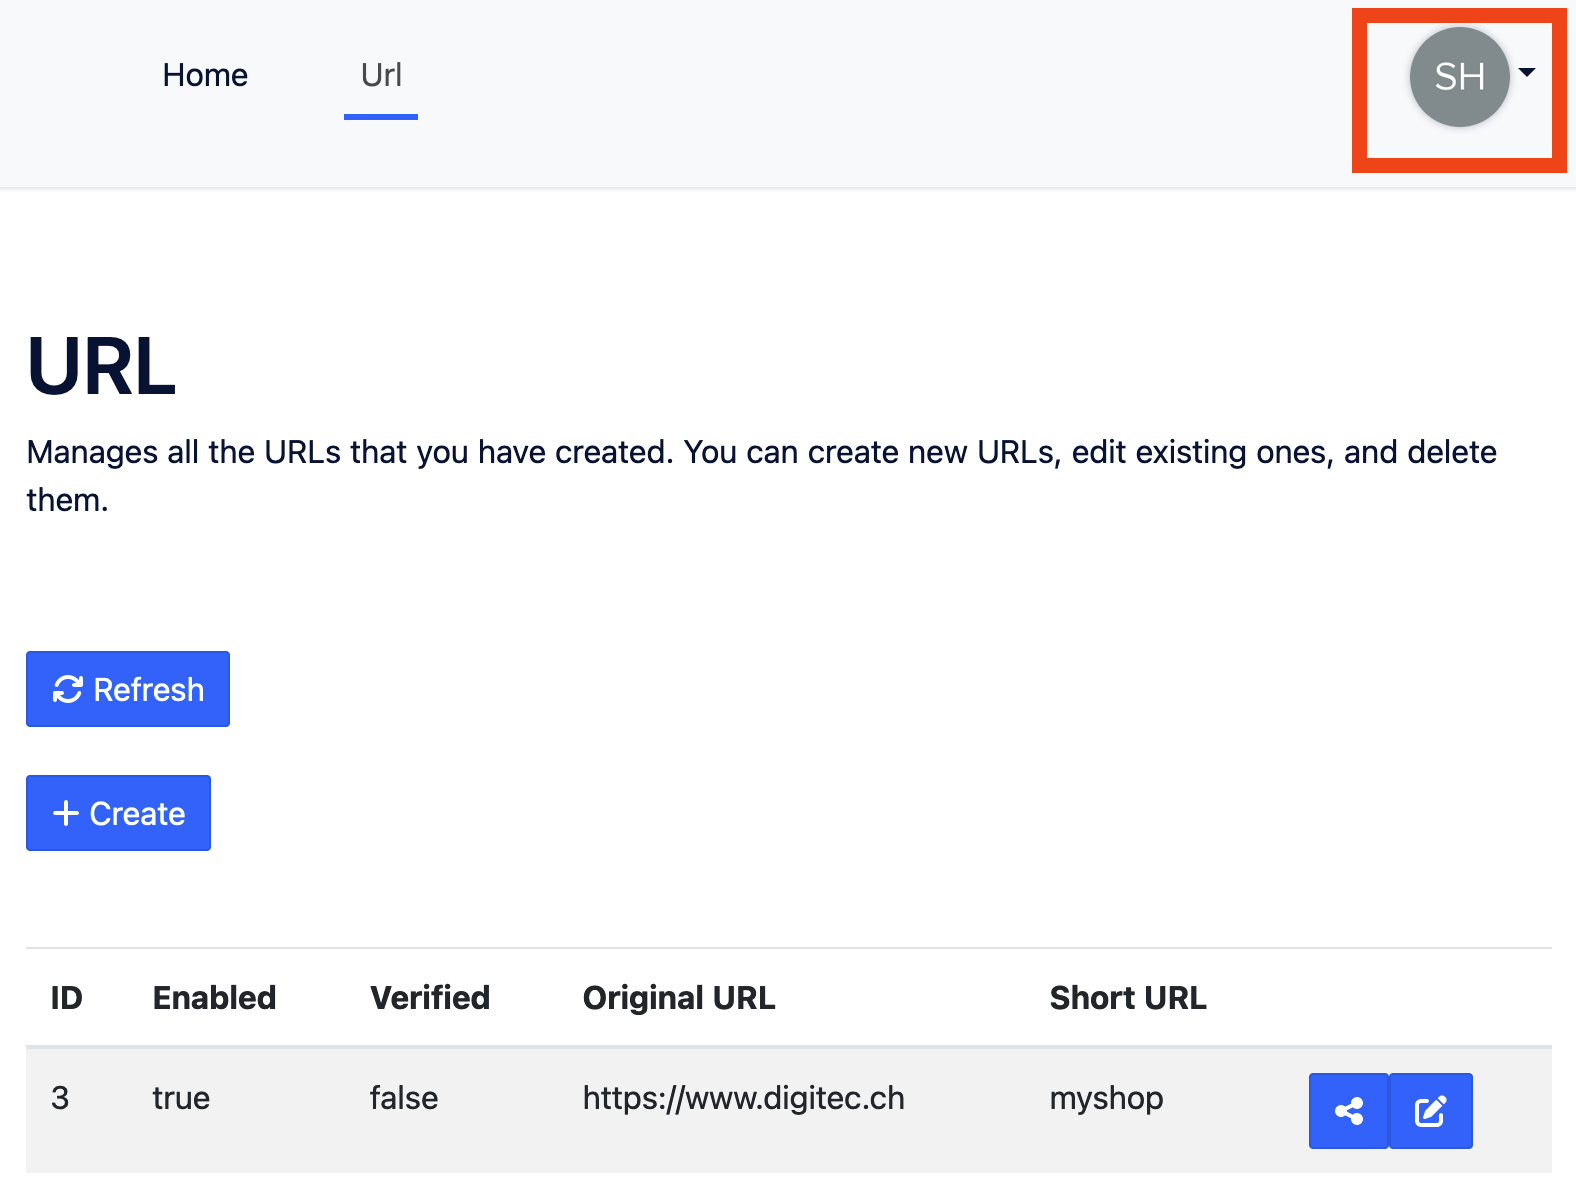 Home Url SH
URL
Manages all the URLs that you have created. You can create new URLs, edit existing ones, and delete
them.
Refresh
Create
ID Enabled Verified Original URL Short URL
3 true false https://www.digitec.ch myshop